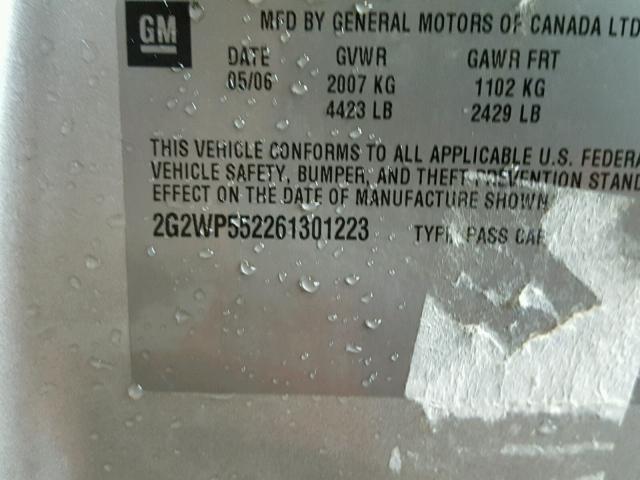 GM
MFD BY GENERAL MOTORS OF CANADA LTD
DATE GVWR GAWR FRT
05/06 2007 KG 1102 KG
4423 LB 2429 LB
THIS VEHICLE CONFORMS TO ALL APPLICABLE U.S. FEDERA
VEHICLE SAFETY, BUMPER, AND THEFT PREVENTION STAND
EFFECT ON THE DATE OF MANUFACTURE SHOWN
2G2WP552261301223 TYPE PASS CAR